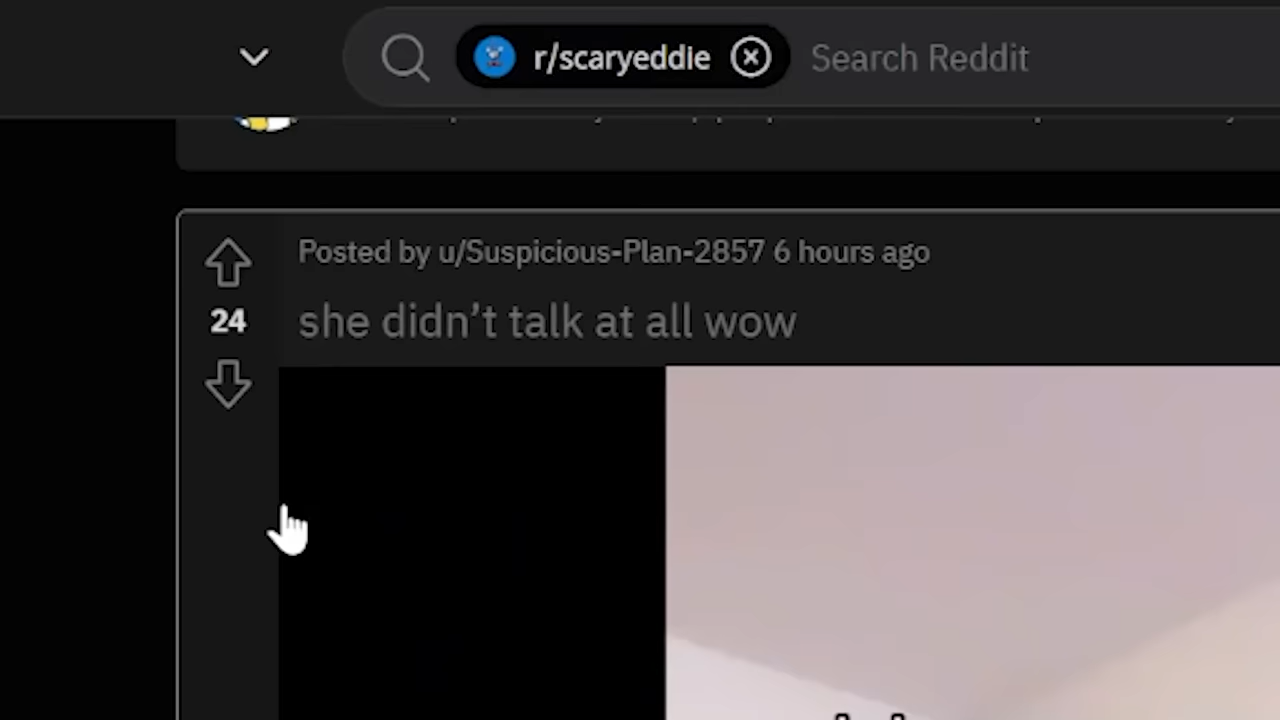 r/scaryeddie Search Reddit
Posted by u/Suspicious-Plan-2857 6 hours ago
24
she didn’t talk at all wow